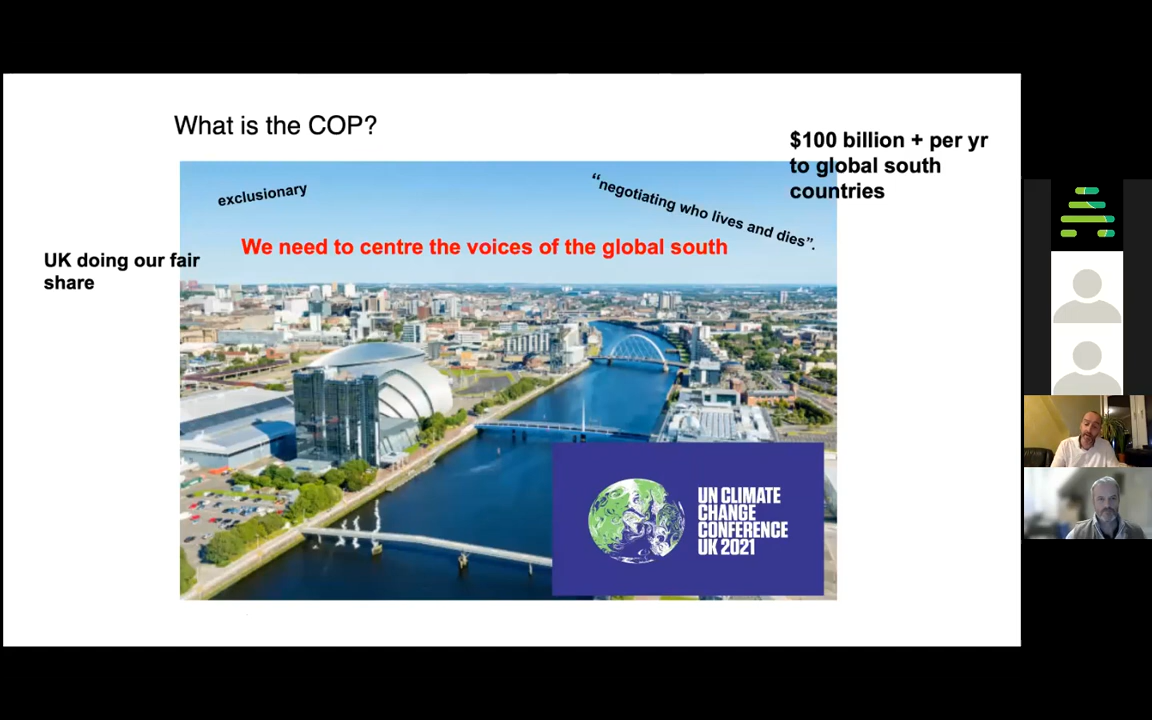 What is the COP?
$100 billion + per yr
to global south
countries
exclusionary
“negotiating who lives and dies”.
We need to centre the voices of the global south
UK doing our fair
share
UN CLIMATE
CHANGE
CONFERENCE
UK 2021